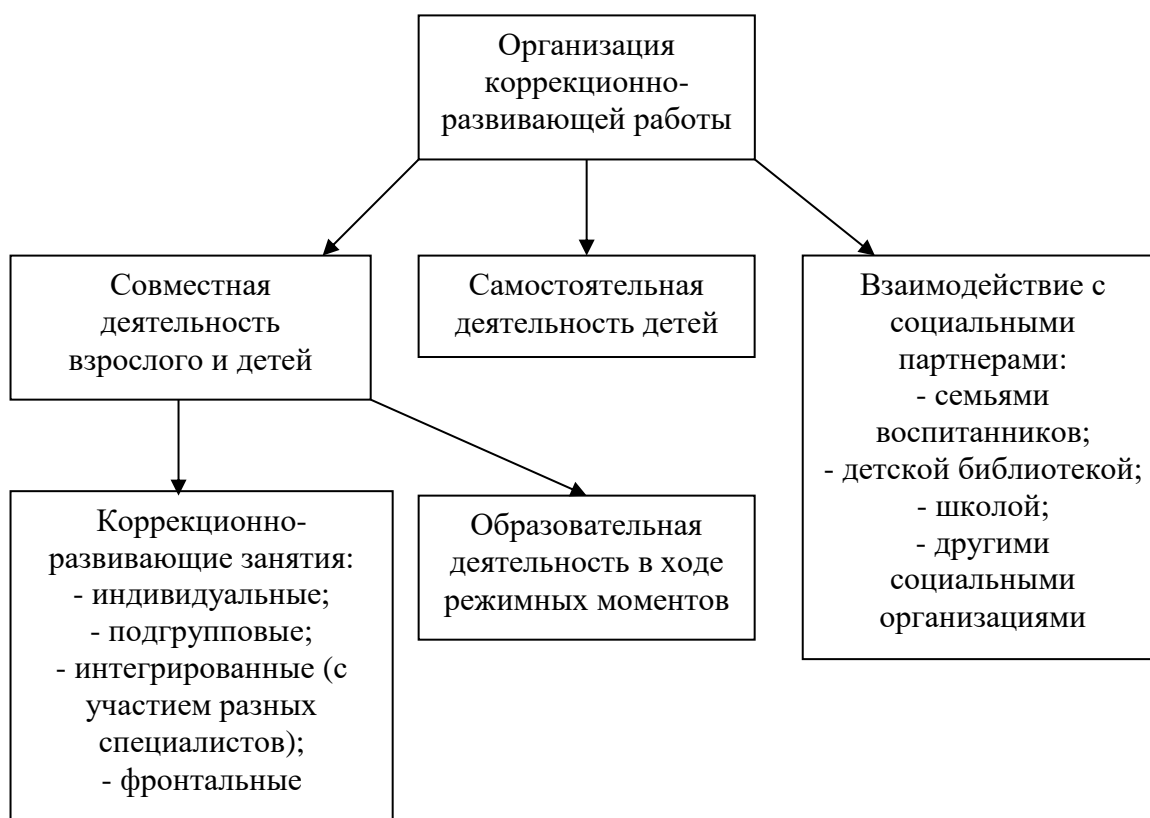 Организация
коррекционно-
развивающей работы
Совместная
деятельность
взрослого и детей
Самостоятельная
деятельность детей
Взаимодействие с
социальными
партнерами:
- семьями
воспитанников;
- детской библиотекой;
- школой;
- другими
социальными
организациями
Коррекционно-
развивающие занятия:
- индивидуальные;
- подгрупповые;
- интегрированные (с
участием разных
специалистов);
- фронтальные
Образовательная
деятельность в ходе
режимных моментов